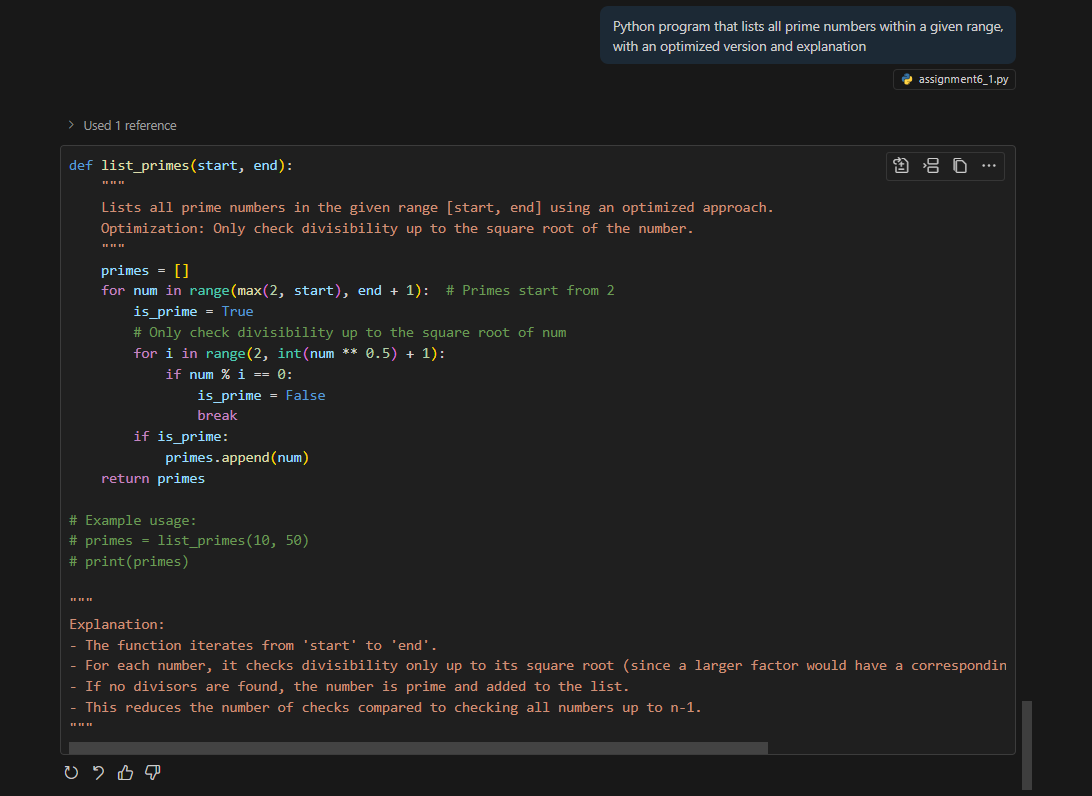 Python program that lists all prime numbers within a given range,
with an optimized version and explanation
assignment6_1.py
Used 1 reference
def list_primes(start, end):
    """
    Lists all prime numbers in the given range [start, end] using an optimized approach.
    Optimization: Only check divisibility up to the square root of the number.
    """
    primes = []
    for num in range(max(2, start), end + 1):  # Primes start from 2
        is_prime = True
        # Only check divisibility up to the square root of num
        for i in range(2, int(num ** 0.5) + 1):
            if num % i == 0:
                is_prime = False
                break
        if is_prime:
            primes.append(num)
    return primes
# Example usage:
# primes = list_primes(10, 50)
# print(primes)
"""
Explanation:
- The function iterates from 'start' to 'end'.
- For each number, it checks divisibility only up to its square root (since a larger factor would have a correspondin
- If no divisors are found, the number is prime and added to the list.
- This reduces the number of checks compared to checking all numbers up to n-1.
"""